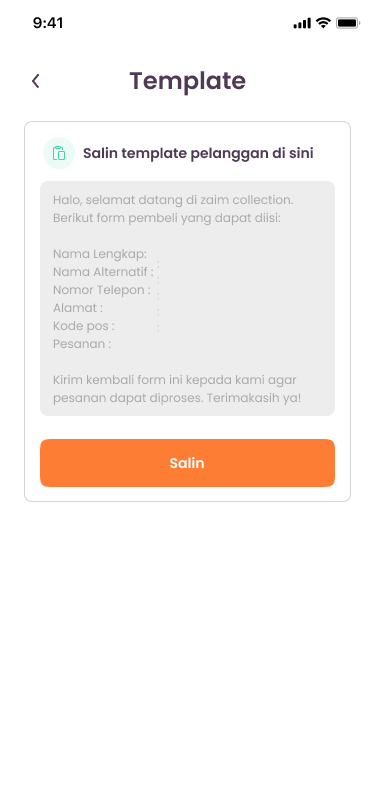 9:41
Template
Salin template pelanggan di sini
Halo, selamat datang di zaim collection.
Berikut form pembeli yang dapat diisi:
Nama Lengkap:
Nama Alternatif :
Nomor Telepon :
Alamat :
Kode pos :
Pesanan :
Kirim kembali form ini kepada kami agar
pesanan dapat diproses. Terimakasih ya!
Salin